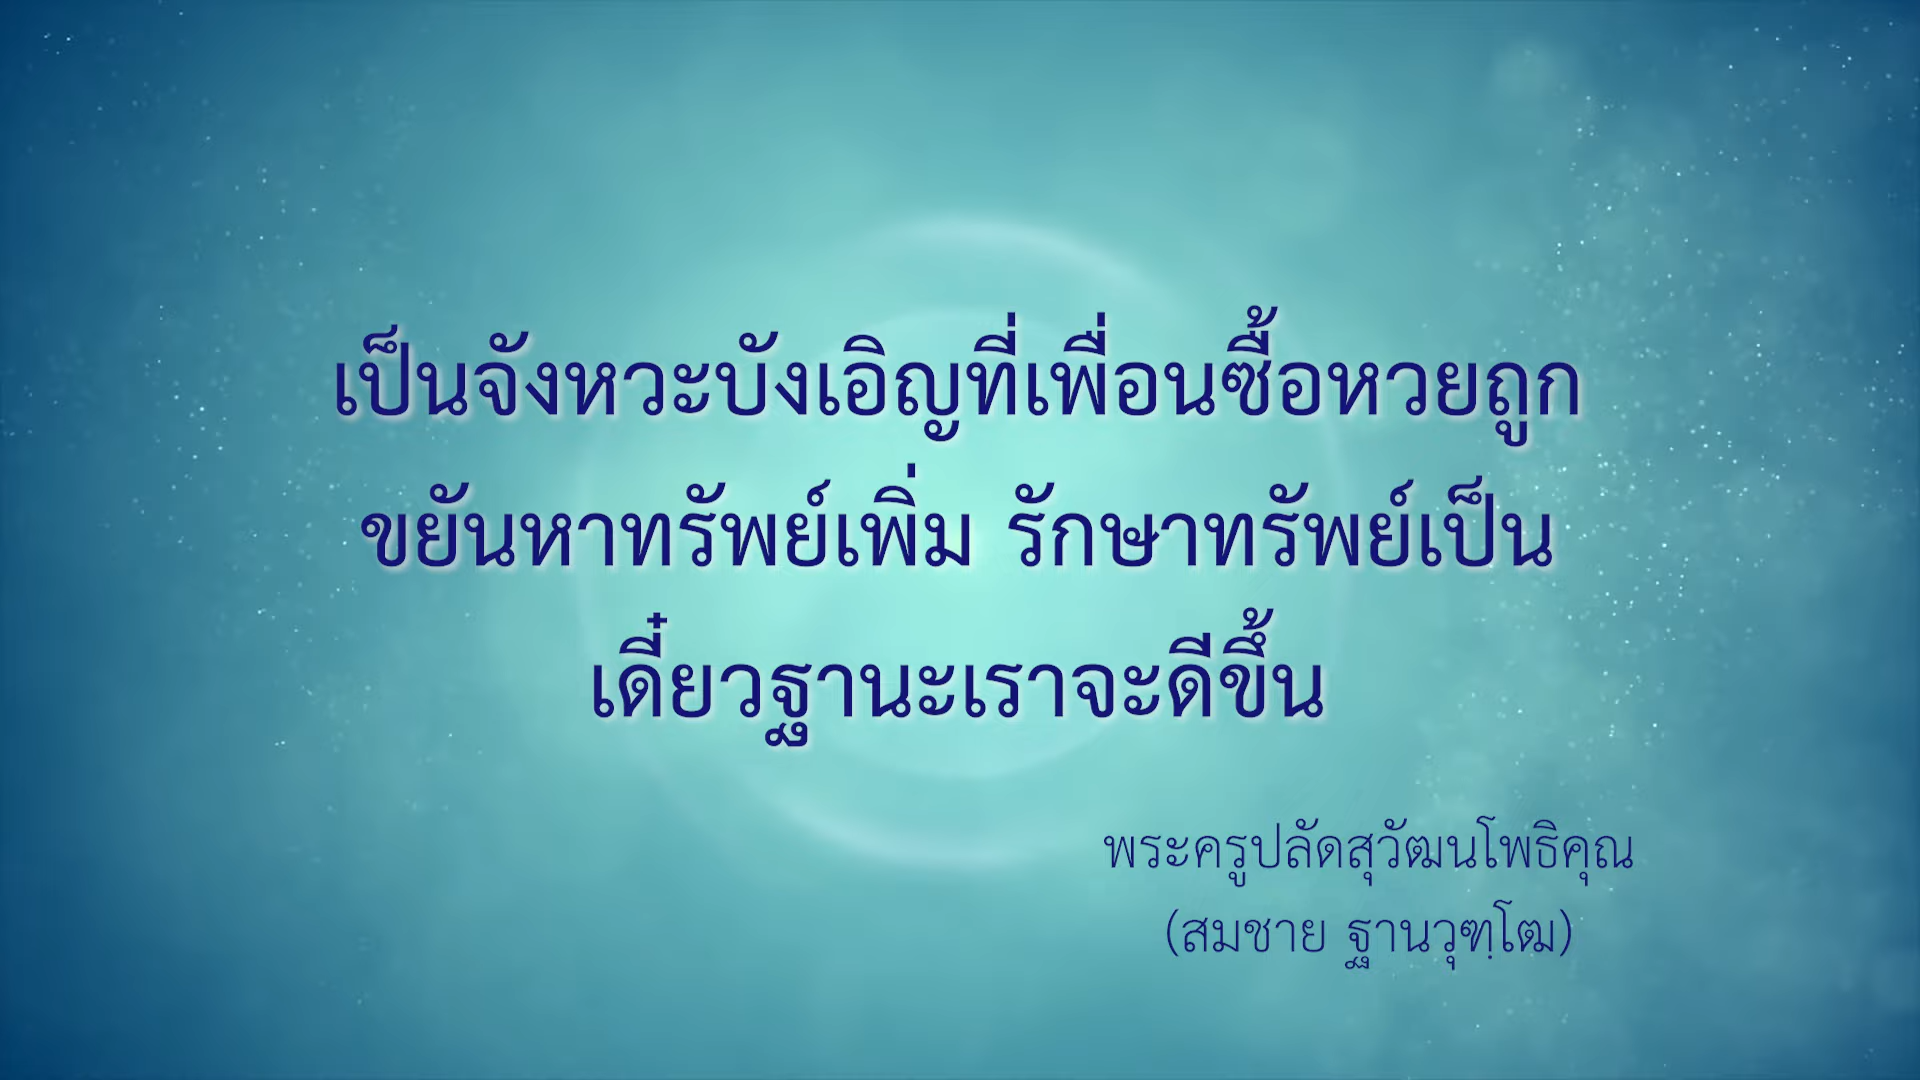 เป็นจังหวะบังเอิญที่เพื่อนซื้อหวยถูก
ขยันหาทรัพย์เพิ่ม รักษาทรัพย์เป็น
เดี๋ยวฐานะเราจะดีขึ้น
พระครูปลัดสุวัฒนโพธิคุณ
(สมชาย ฐานวุฑฺโฒ)